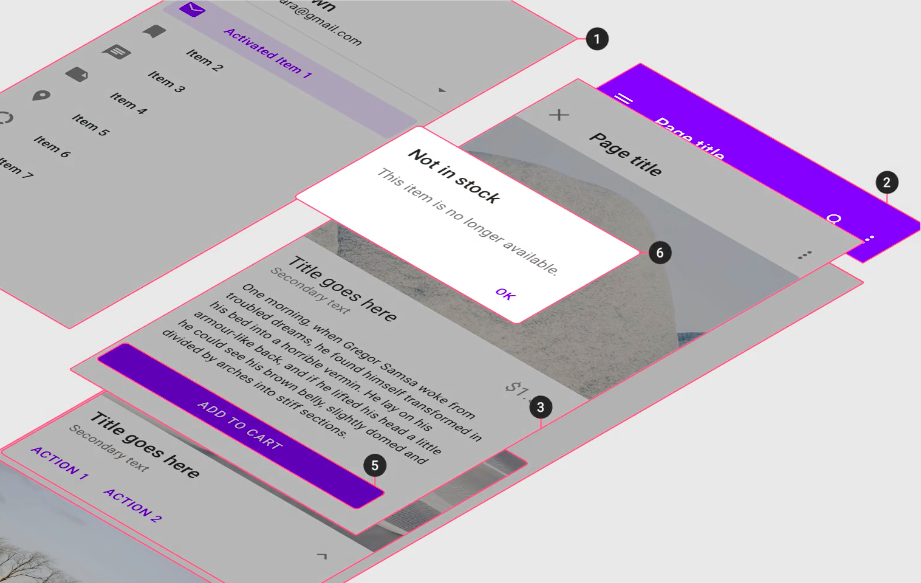 wn
ara@gmail.com
Activated Item 1
Item 2
Item 3
Item 4
Item 5
Item 6
Item 7
1
Page title
2
Page title
Not in stock
This item is no longer available.
OK
6
Title goes here
Secondary text
One morning, when Gregor Samsa woke from
troubled dreams, he found himself transformed in
his bed into a horrible vermin. He lay on his
armour-like back, and if he lifted his head a little
he could see his brown belly, slightly domed and
divided by arches into stiff sections.
$1.
3
ADD TO CART
5
Title goes here
Secondary text
ACTION 1
ACTION 2